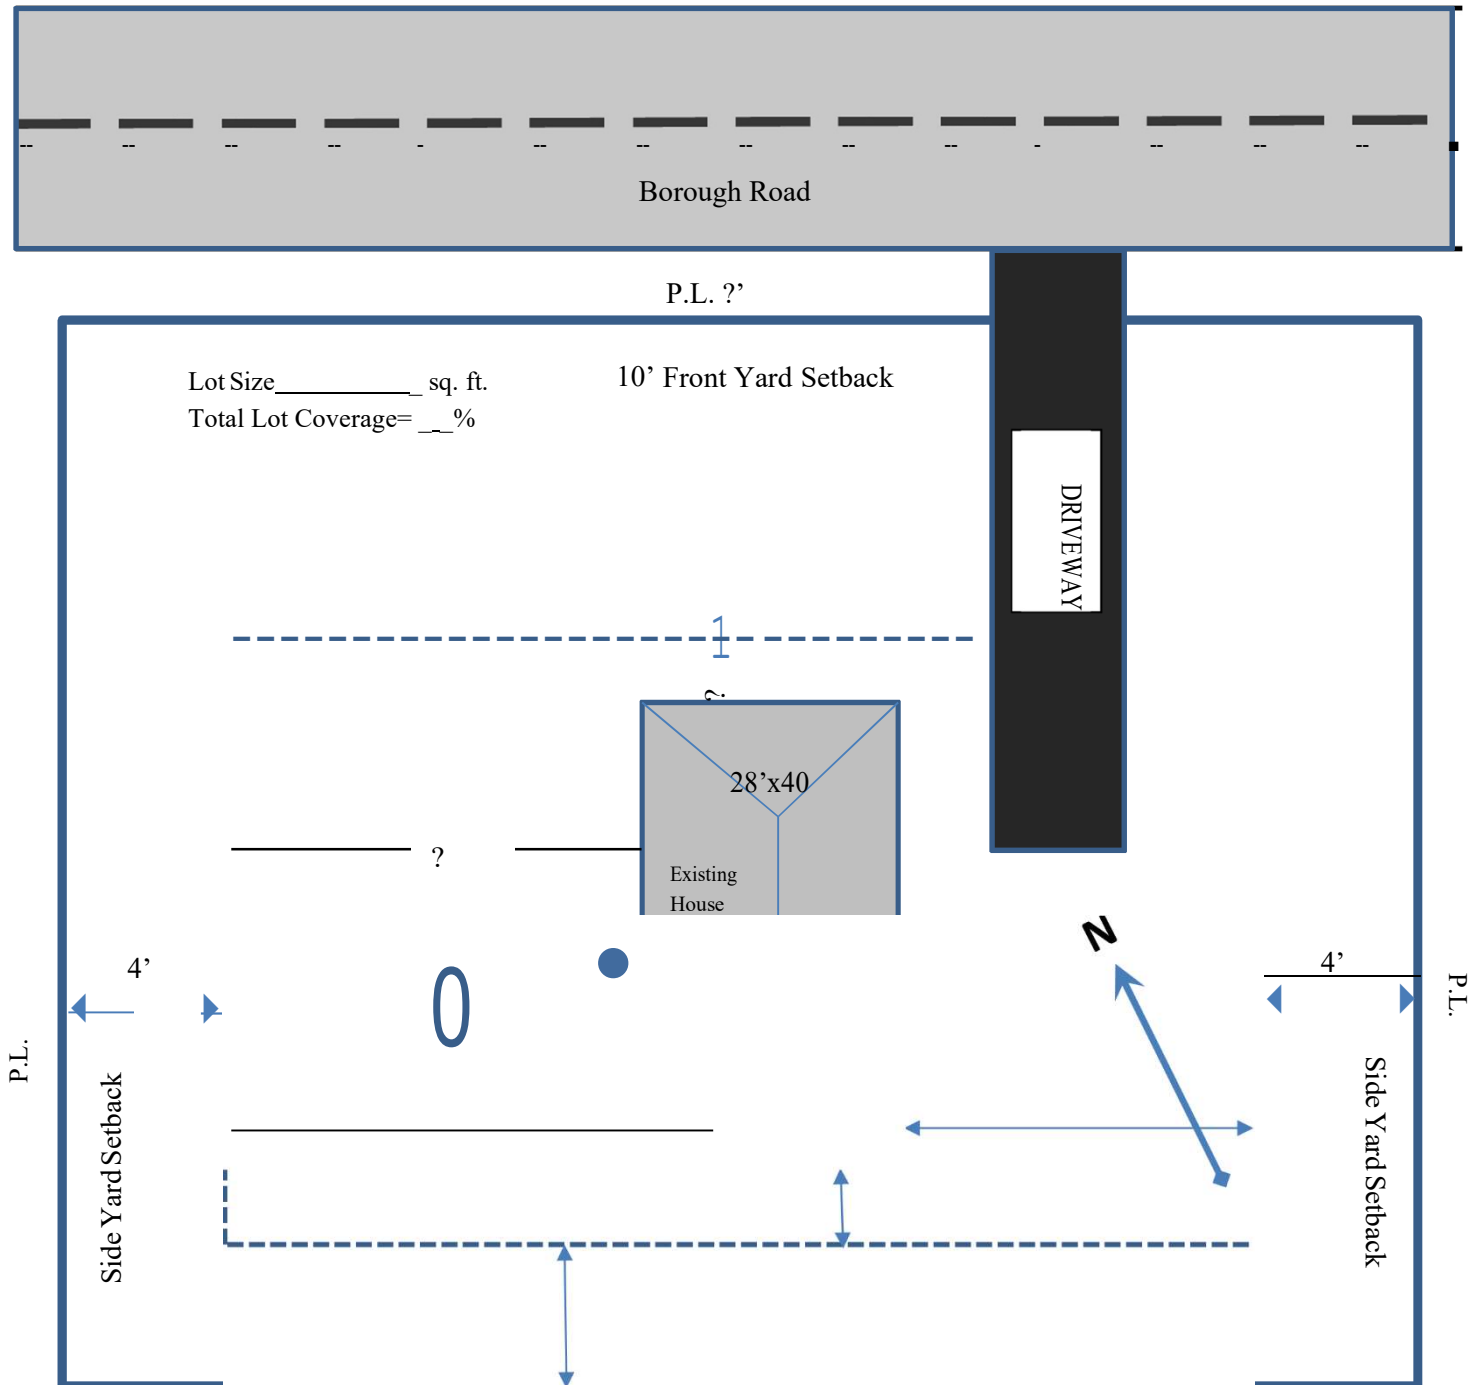 -- -- -- -- - -- -- -- -- -- - -- -- --
Borough Road
P.L. ?’
Lot Size__________ sq. ft.
10’ Front Yard Setback
Total Lot Coverage= ___%
DRIVEWAY
1
?
28’x40
?
Existing
House
N
4’
4’
0
P.L.
P.L.
Side Yard Setback
Side Yard Setback